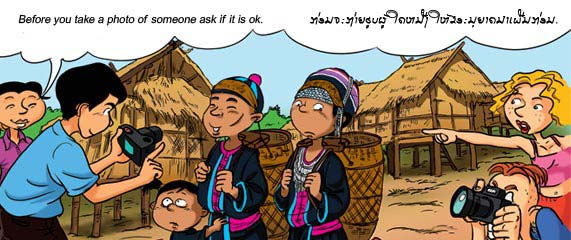 Before you take a photo of someone ask if it is ok.
ກ່ອນຈະຖ່າຍຮູບຜູ້ໃດຫນຶ່ງໃຫ້ຂໍອະນຸຍາດນຳເພິ່ນກ່ອນ.